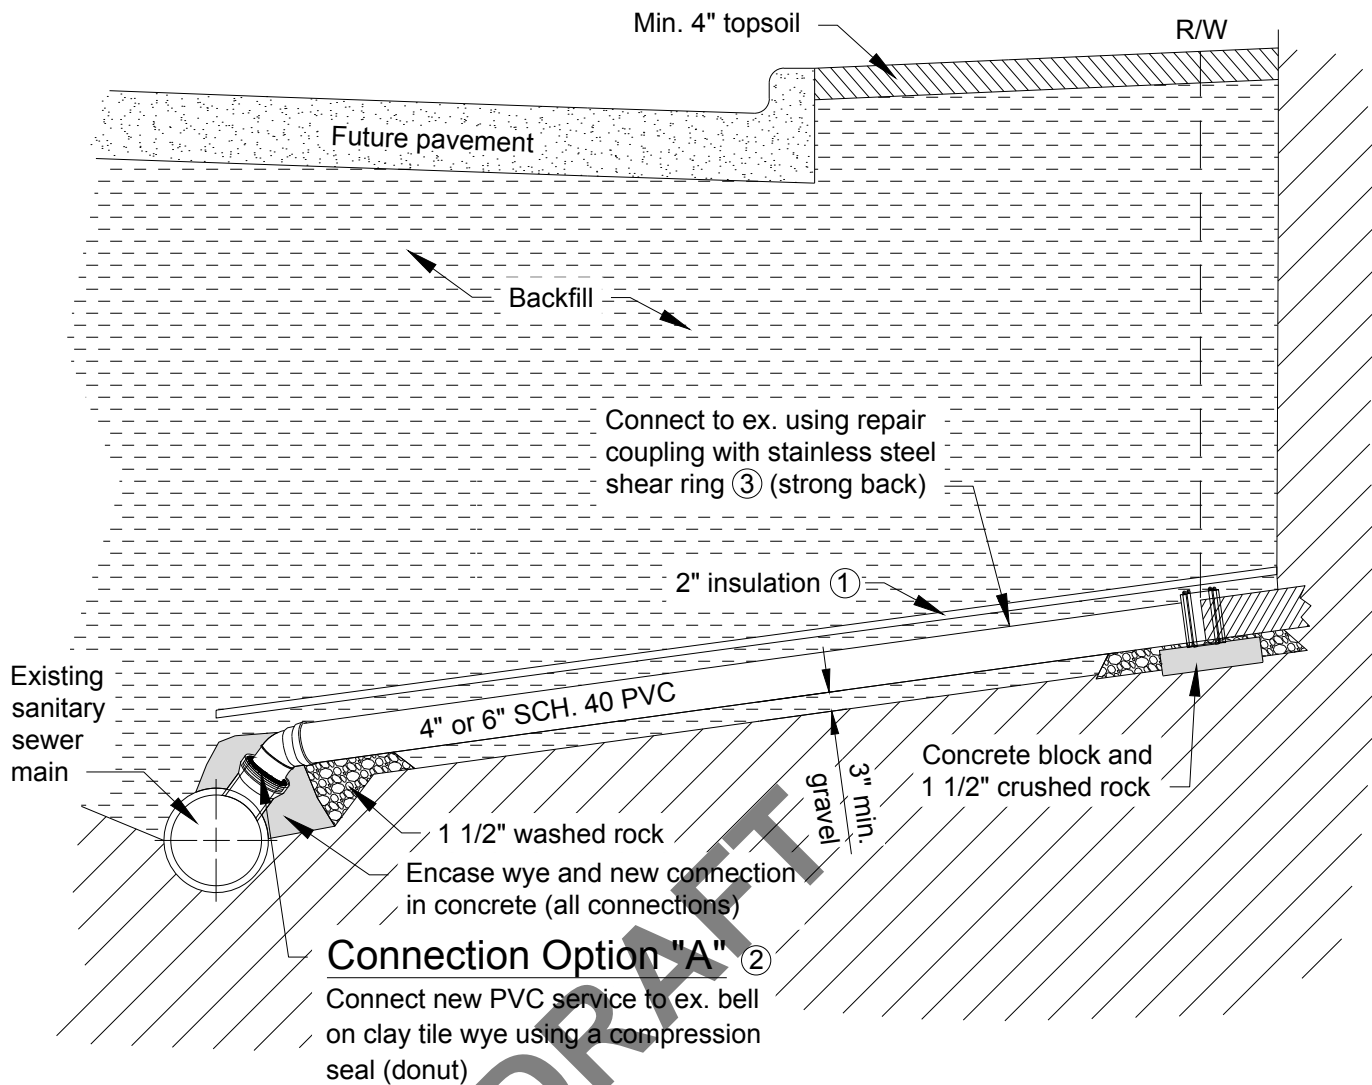 Min. 4" topsoil
R/W
Future pavement
Backfill
Connect to ex. using repair
coupling with stainless steel
shear ring ③ (strong back)
2" insulation ①
Existing
sanitary
sewer
main
4" or 6" SCH. 40 PVC
Concrete block and
1 1/2" crushed rock
3" min.
gravel
1 1/2" washed rock
Encase wye and new connection
in concrete (all connections)
Connection Option "A" ②
Connect new PVC service to ex. bell
on clay tile wye using a compression
seal (donut)
DRAFT